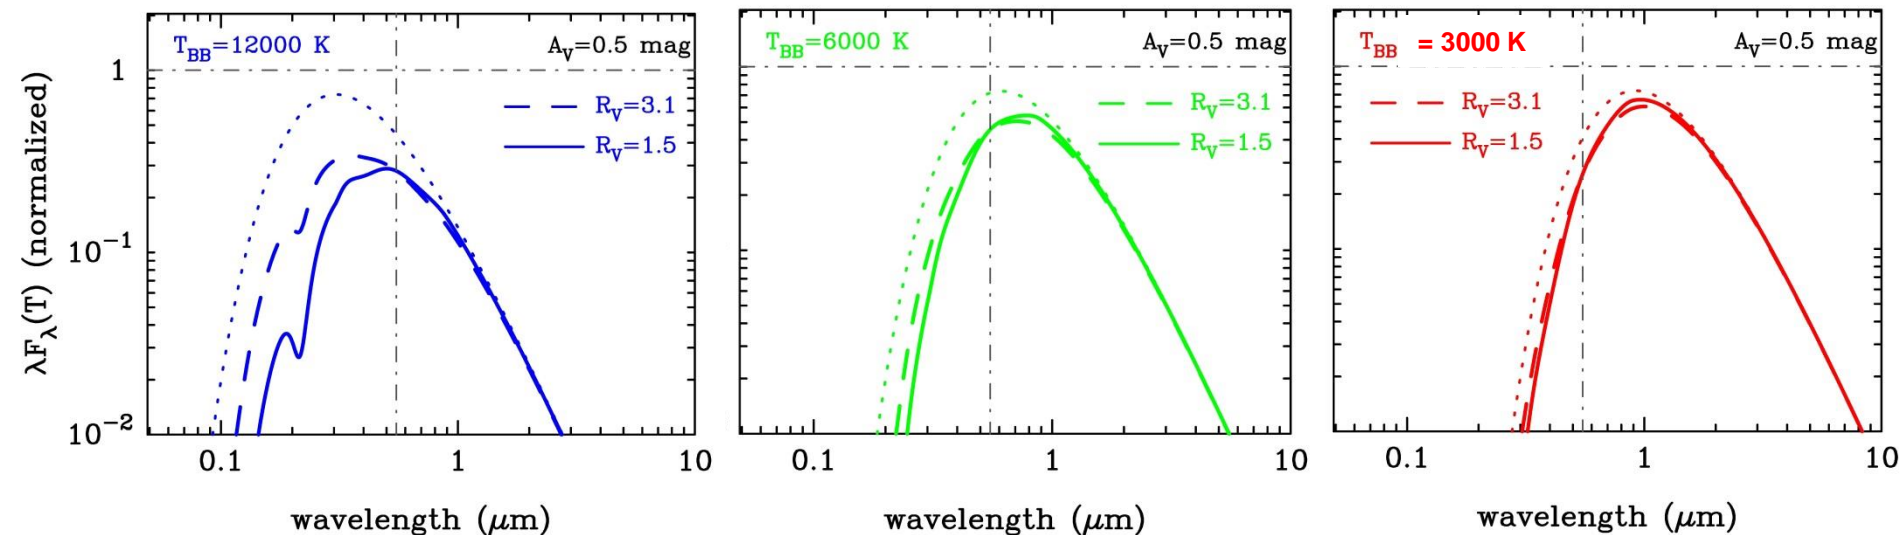 λF_λ(T) (normalized)
1
10⁻¹
10⁻²
T_BB=12000 K
A_V=0.5 mag
R_V=3.1
R_V=1.5
0.1 1 10
wavelength (μm)
T_BB=6000 K
A_V=0.5 mag
R_V=3.1
R_V=1.5
0.1 1 10
wavelength (μm)
T_BB = 3000 K
A_V=0.5 mag
R_V=3.1
R_V=1.5
0.1 1 10
wavelength (μm)